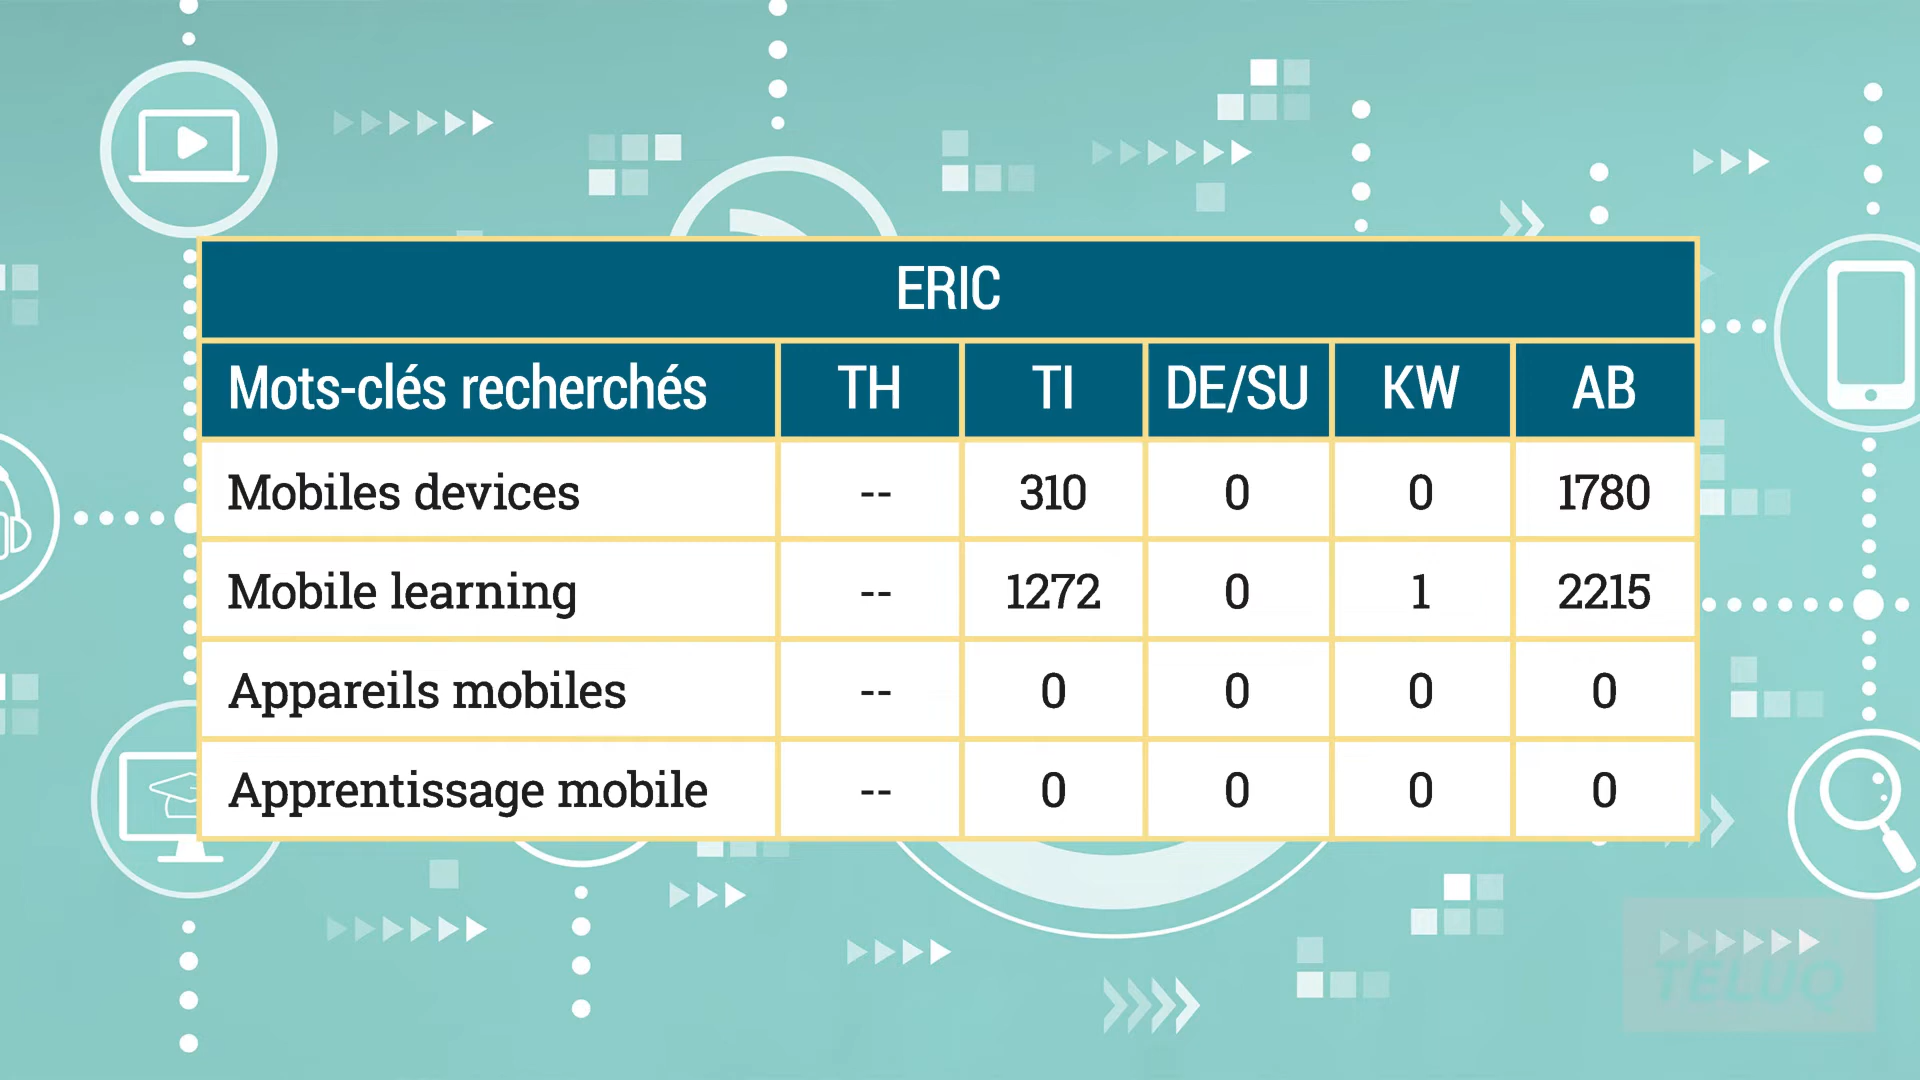 ERIC
Mots-clés recherchés TH TI DE/SU KW AB
Mobiles devices -- 310 0 0 1780
Mobile learning -- 1272 0 1 2215
Appareils mobiles -- 0 0 0 0
Apprentissage mobile -- 0 0 0 0
TELUQ